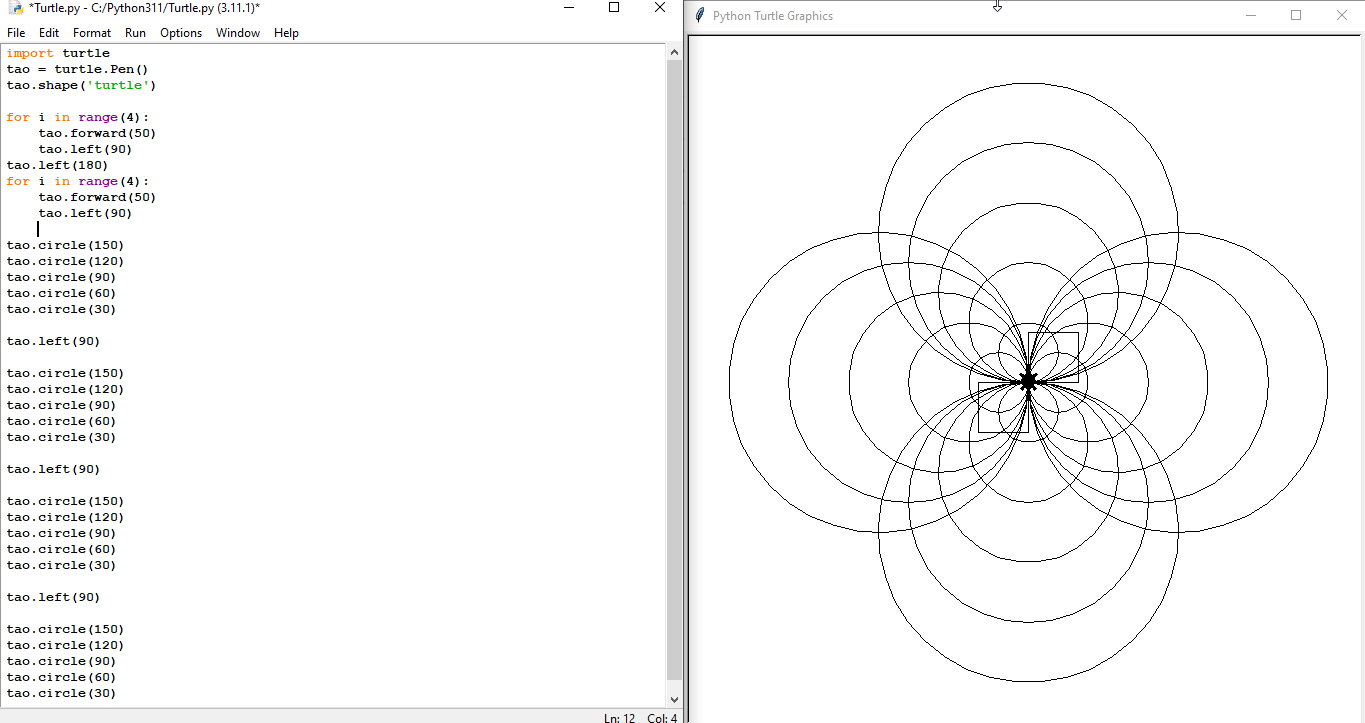 *Turtle.py - C:/Python311/Turtle.py (3.11.1)*
File Edit Format Run Options Window Help
import turtle
tao = turtle.Pen()
tao.shape('turtle')
for i in range(4):
    tao.forward(50)
    tao.left(90)
tao.left(180)
for i in range(4):
    tao.forward(50)
    tao.left(90)
tao.circle(150)
tao.circle(120)
tao.circle(90)
tao.circle(60)
tao.circle(30)
tao.left(90)
tao.circle(150)
tao.circle(120)
tao.circle(90)
tao.circle(60)
tao.circle(30)
tao.left(90)
tao.circle(150)
tao.circle(120)
tao.circle(90)
tao.circle(60)
tao.circle(30)
tao.left(90)
tao.circle(150)
tao.circle(120)
tao.circle(90)
tao.circle(60)
tao.circle(30)
Ln: 12 Col: 4
Python Turtle Graphics